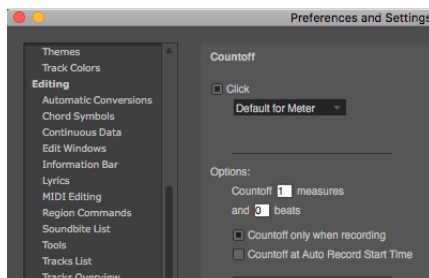 Preferences and Settings
Themes
Track Colors
Editing
Automatic Conversions
Chord Symbols
Continuous Data
Edit Windows
Information Bar
Lyrics
MIDI Editing
Region Commands
Soundbite List
Tools
Tracks List
Tracks Overview
Countoff
Click
Default for Meter
Options:
Countoff 1 measures
and 0 beats
Countoff only when recording
Countoff at Auto Record Start Time